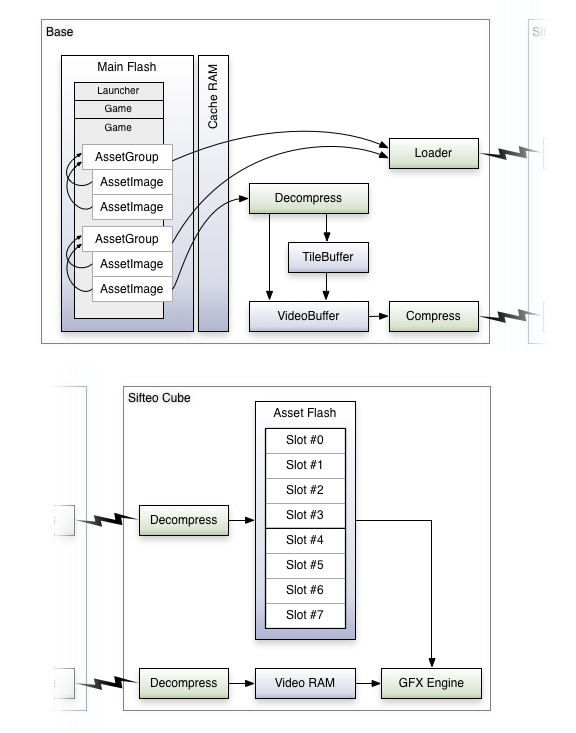 Base
Main Flash
Launcher
Game
Game
AssetGroup
AssetImage
AssetImage
AssetGroup
AssetImage
AssetImage
Cache RAM
Loader
Decompress
TileBuffer
VideoBuffer
Compress
Sifteo Cube
Asset Flash
Slot #0
Slot #1
Slot #2
Slot #3
Slot #4
Slot #5
Slot #6
Slot #7
Decompress
Decompress
Video RAM
GFX Engine